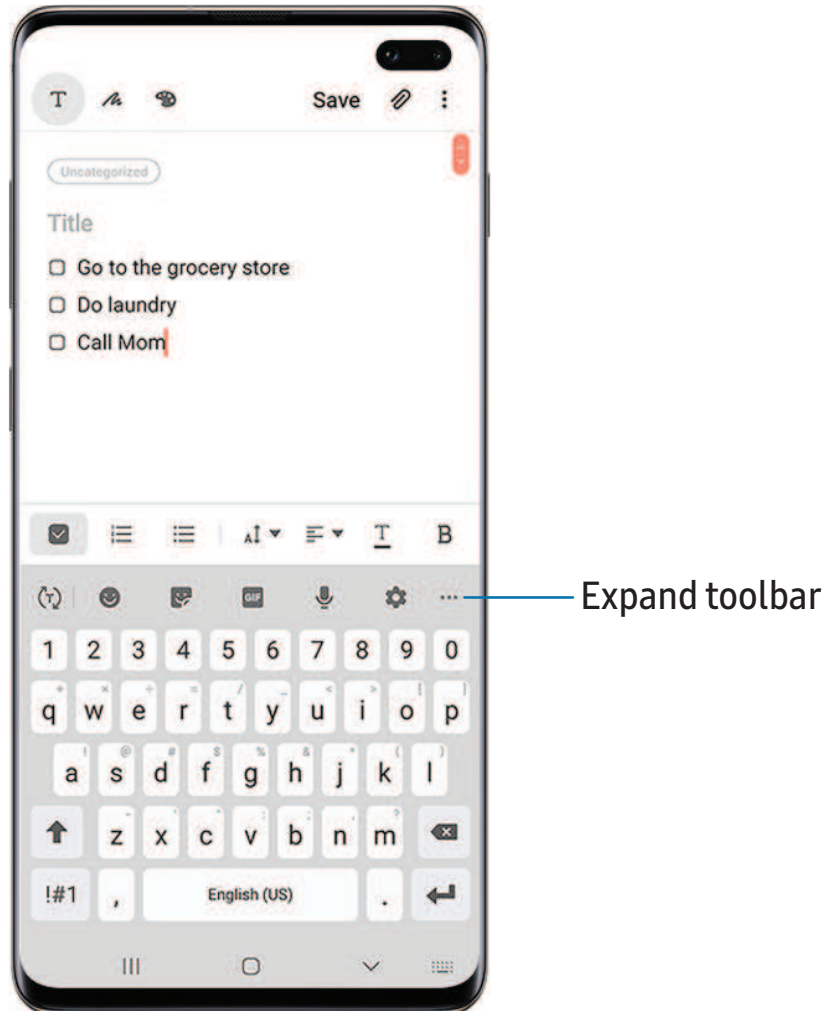 T Save
Uncategorized
Title
Go to the grocery store
Do laundry
Call Mom
A T B
T GIF ... Expand toolbar
1 2 3 4 5 6 7 8 9 0
q w e r t y u i o p
a s d f g h j k l
z x c v b n m
!#1 , English (US) .